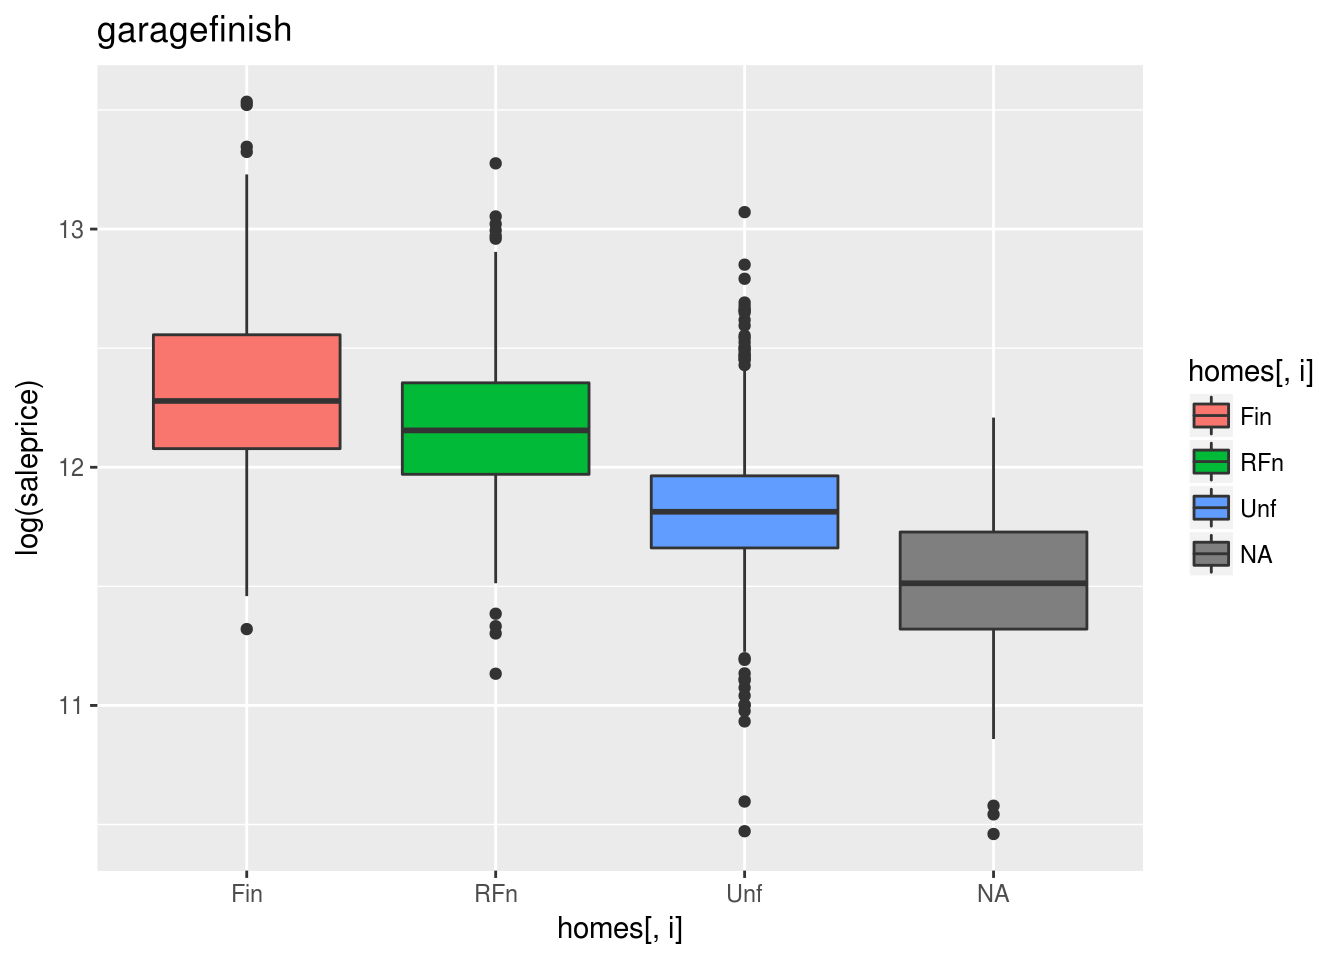 garagefinish
13
12
11
log(saleprice)
Fin
RFn
Unf
NA
homes[, i]
homes[, i]
Fin
RFn
Unf
NA